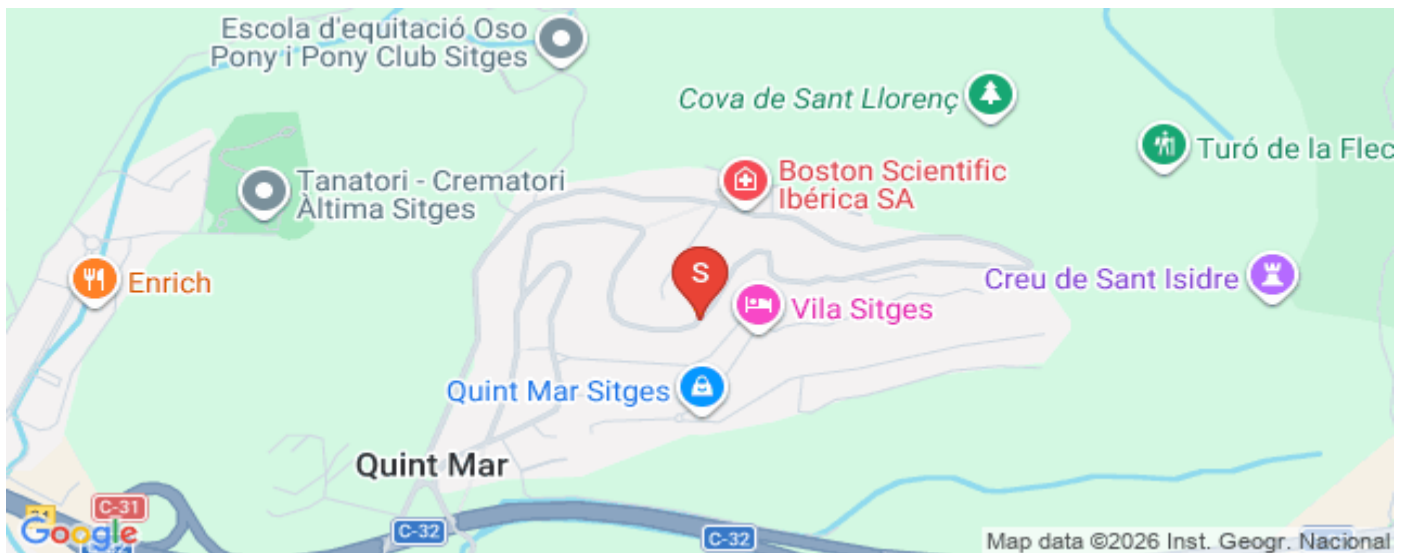 Escola d'equitació Oso
Pony i Pony Club Sitges
Cova de Sant Llorenç
Turó de la Flec
Boston Scientific
Ibérica SA
Tanatori - Crematori
Àltima Sitges
Enrich
Creu de Sant Isidre
S
Vila Sitges
Quint Mar Sitges
Quint Mar
C-31
C-32
C-32
Google
Map data ©2026 Inst. Geogr. Nacional